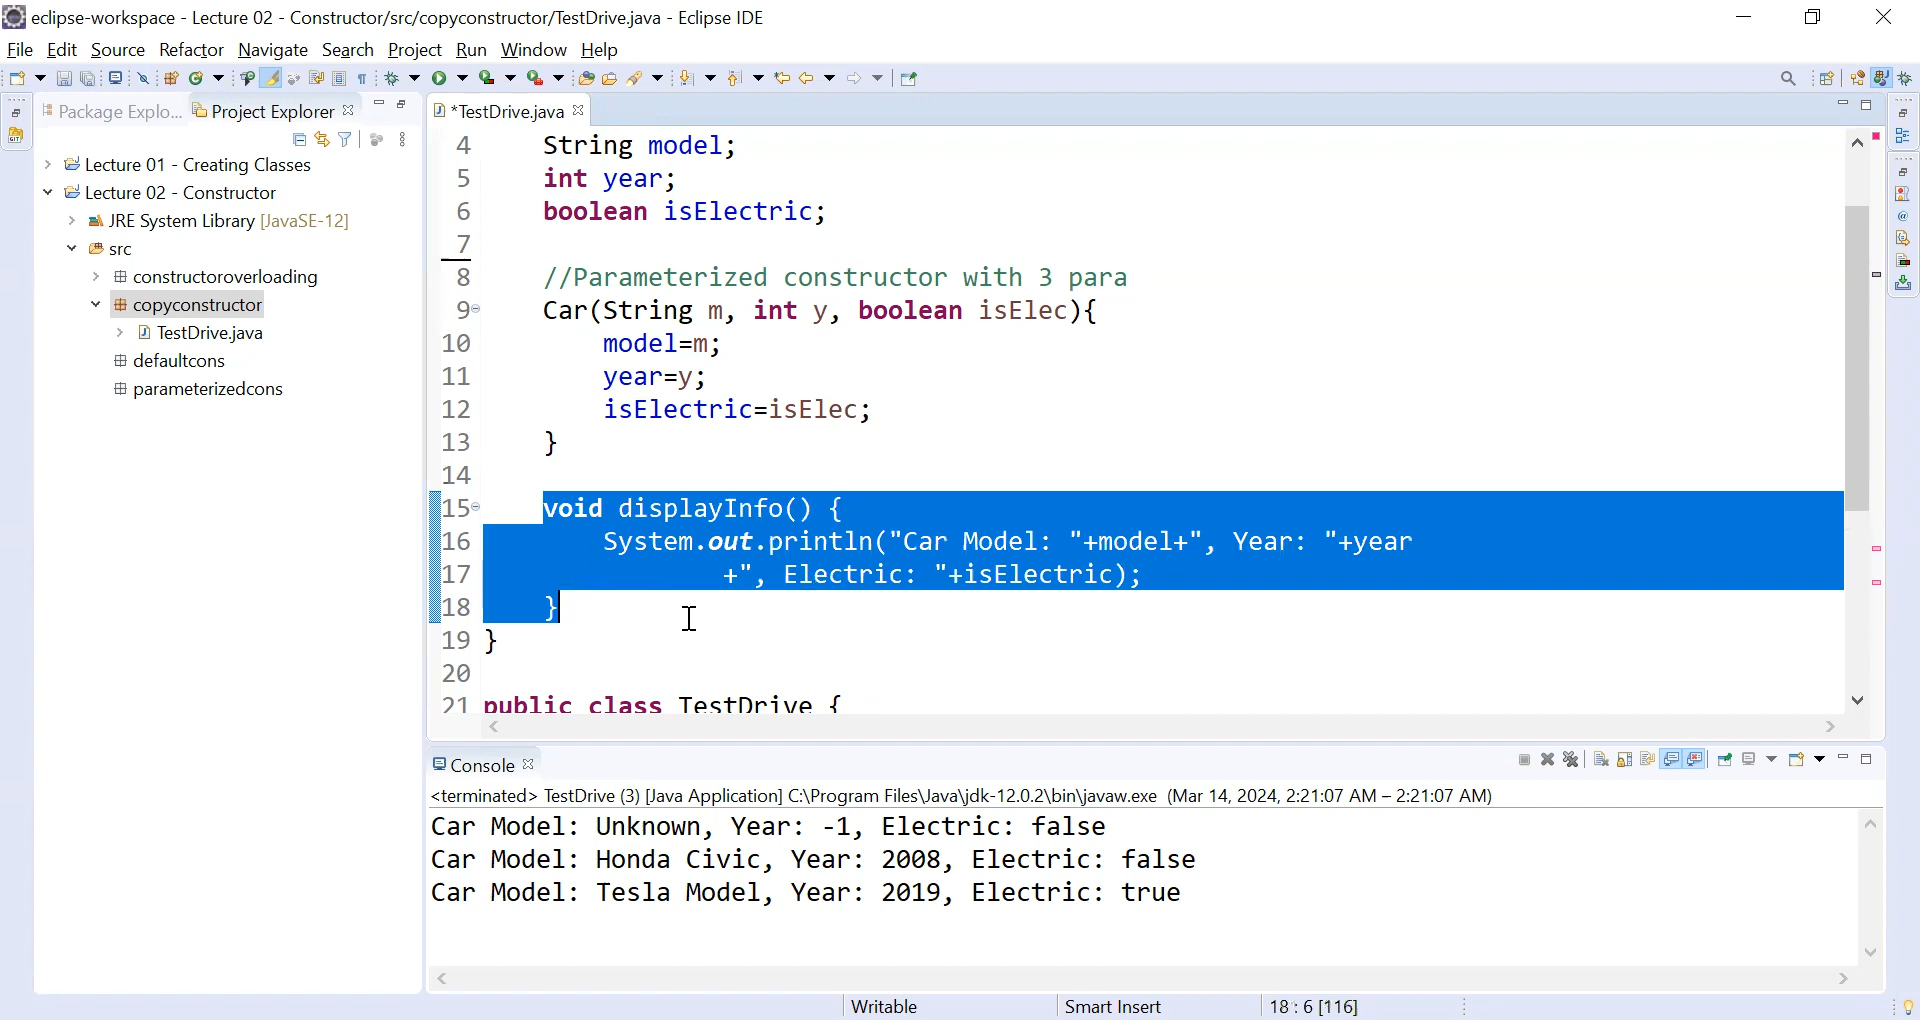 eclipse-workspace - Lecture 02 - Constructor/src/copyconstructor/TestDrive.java - Eclipse IDE
File Edit Source Refactor Navigate Search Project Run Window Help
Package Explo... Project Explorer
*TestDrive.java
Lecture 01 - Creating Classes
Lecture 02 - Constructor
JRE System Library [JavaSE-12]
src
constructoroverloading
copyconstructor
TestDrive.java
defaultcons
parameterizedcons
4 String model;
5 int year;
6 boolean isElectric;
7
8 //Parameterized constructor with 3 para
9 Car(String m, int y, boolean isElec){
10 model=m;
11 year=y;
12 isElectric=isElec;
13 }
14
15 void displayInfo() {
16 System.out.println("Car Model: "+model+", Year: "+year
17 +", Electric: "+isElectric);
18 }
19 }
20
21 public class TestDrive {
Console
<terminated> TestDrive (3) [Java Application] C:\Program Files\Java\jdk-12.0.2\bin\javaw.exe (Mar 14, 2024, 2:21:07 AM – 2:21:07 AM)
Car Model: Unknown, Year: -1, Electric: false
Car Model: Honda Civic, Year: 2008, Electric: false
Car Model: Tesla Model, Year: 2019, Electric: true
Writable Smart Insert 18 : 6 [116]